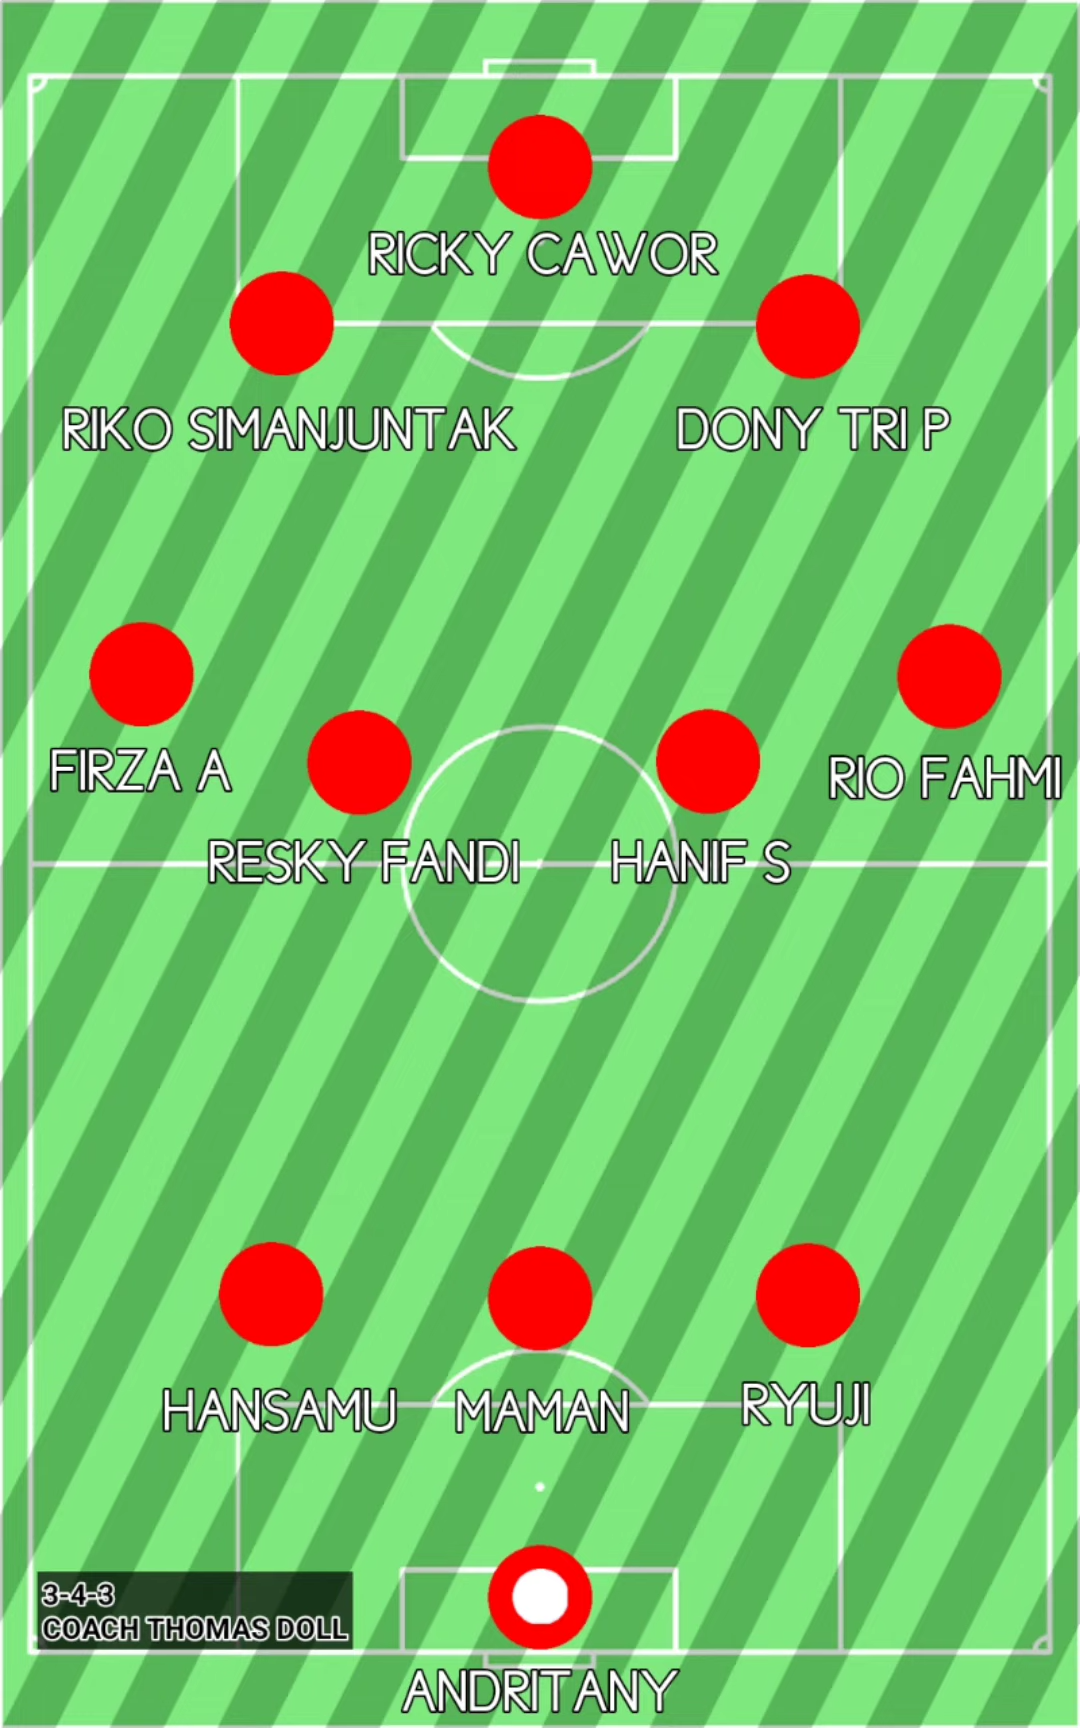 RICKY CAWOR
RIKO SIMANJUNTAK
DONY TRI P
FIRZA A
RIO FAHMI
RESKY FANDI
HANIF S
HANSAMU
MAMAN
RYUJI
3-4-3
COACH THOMAS DOLL
ANDRITANY